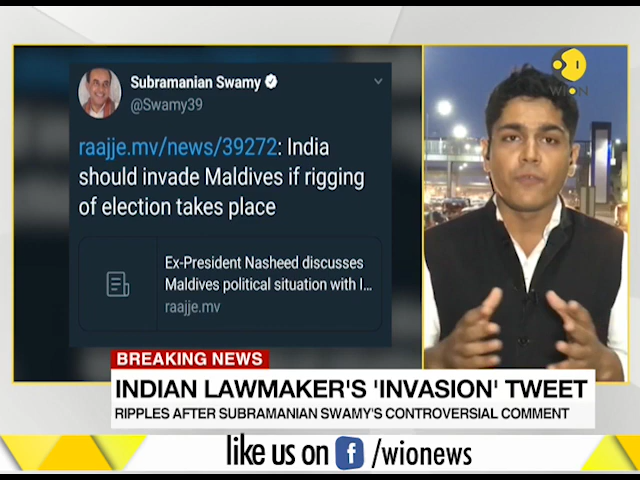 Subramanian Swamy
@Swamy39
raajje.mv/news/39272: India
should invade Maldives if rigging
of election takes place
Ex-President Nasheed discusses
Maldives political situation with I...
raajje.mv
WION
BREAKING NEWS
INDIAN LAWMAKER'S 'INVASION' TWEET
RIPPLES AFTER SUBRAMANIAN SWAMY'S CONTROVERSIAL COMMENT
like us on f /wionews